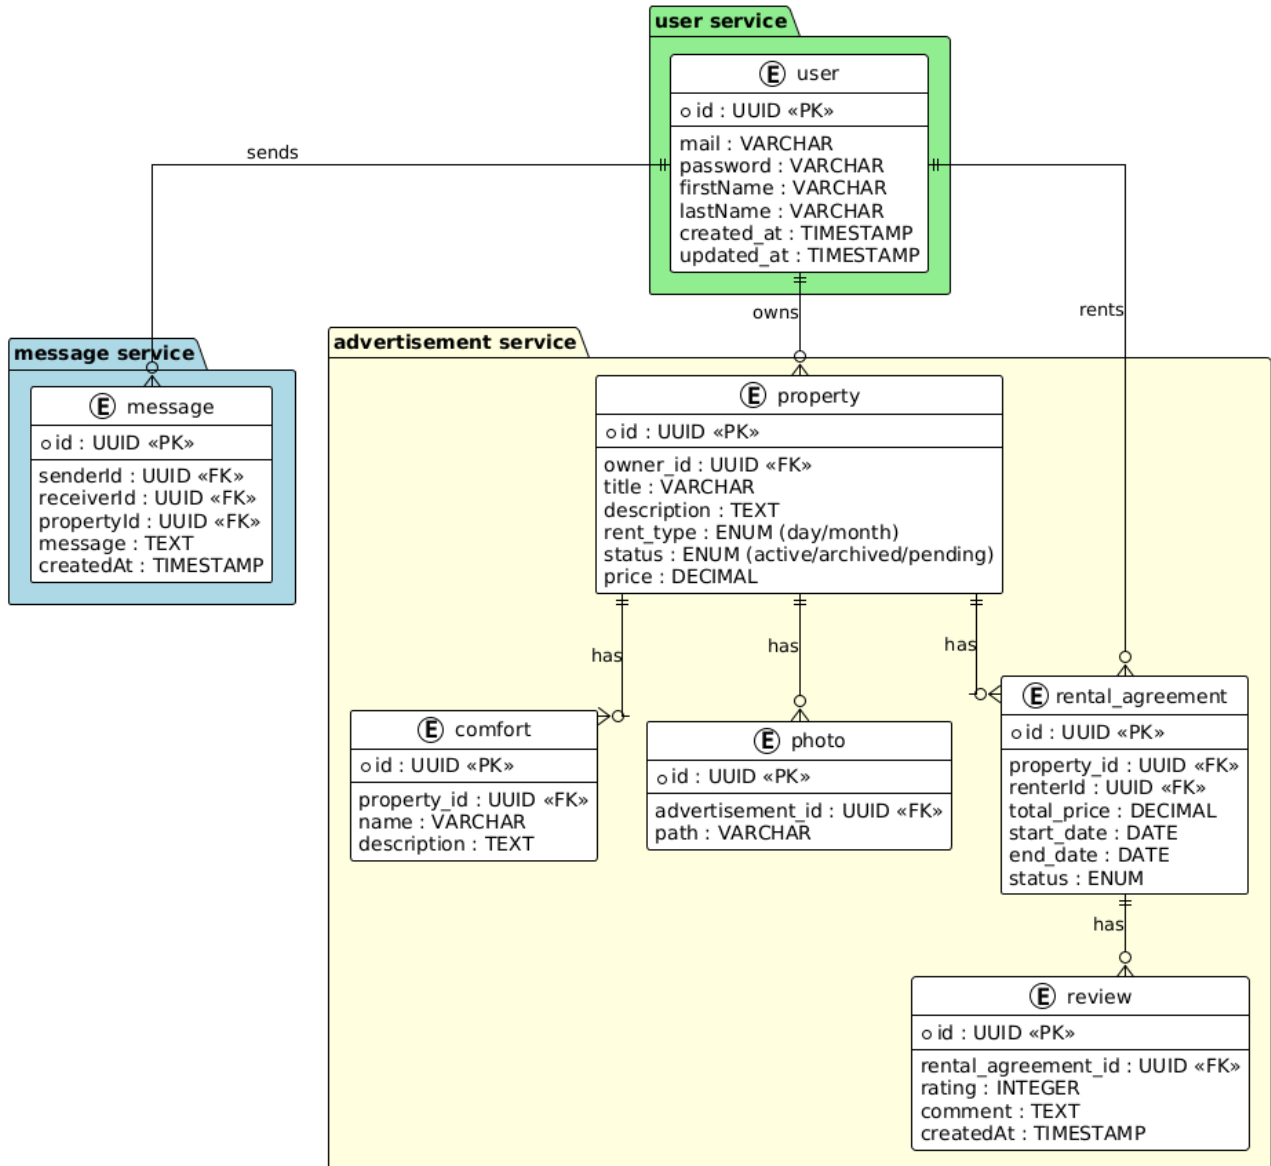 user service
E user
id : UUID «PK»
mail : VARCHAR
password : VARCHAR
firstName : VARCHAR
lastName : VARCHAR
created_at : TIMESTAMP
updated_at : TIMESTAMP
sends
owns
rents
message service
E message
id : UUID «PK»
senderId : UUID «FK»
receiverId : UUID «FK»
propertyId : UUID «FK»
message : TEXT
createdAt : TIMESTAMP
advertisement service
E property
id : UUID «PK»
owner_id : UUID «FK»
title : VARCHAR
description : TEXT
rent_type : ENUM (day/month)
status : ENUM (active/archived/pending)
price : DECIMAL
has
has
has
E comfort
id : UUID «PK»
property_id : UUID «FK»
name : VARCHAR
description : TEXT
E photo
id : UUID «PK»
advertisement_id : UUID «FK»
path : VARCHAR
E rental_agreement
id : UUID «PK»
property_id : UUID «FK»
renterId : UUID «FK»
total_price : DECIMAL
start_date : DATE
end_date : DATE
status : ENUM
has
E review
id : UUID «PK»
rental_agreement_id : UUID «FK»
rating : INTEGER
comment : TEXT
createdAt : TIMESTAMP